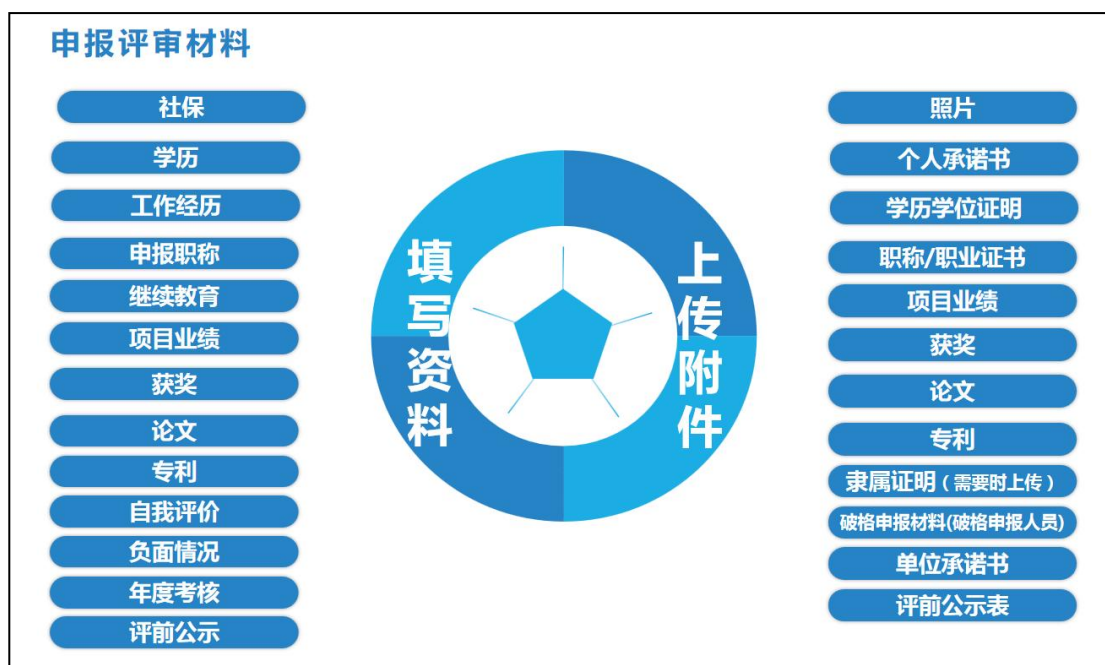 申报评审材料
社保
学历
工作经历
申报职称
继续教育
项目业绩
获奖
论文
专利
自我评价
负面情况
年度考核
评前公示
填写资料
上传附件
照片
个人承诺书
学历学位证明
职称/职业证书
项目业绩
获奖
论文
专利
隶属证明（需要时上传）
破格申报材料(破格申报人员)
单位承诺书
评前公示表